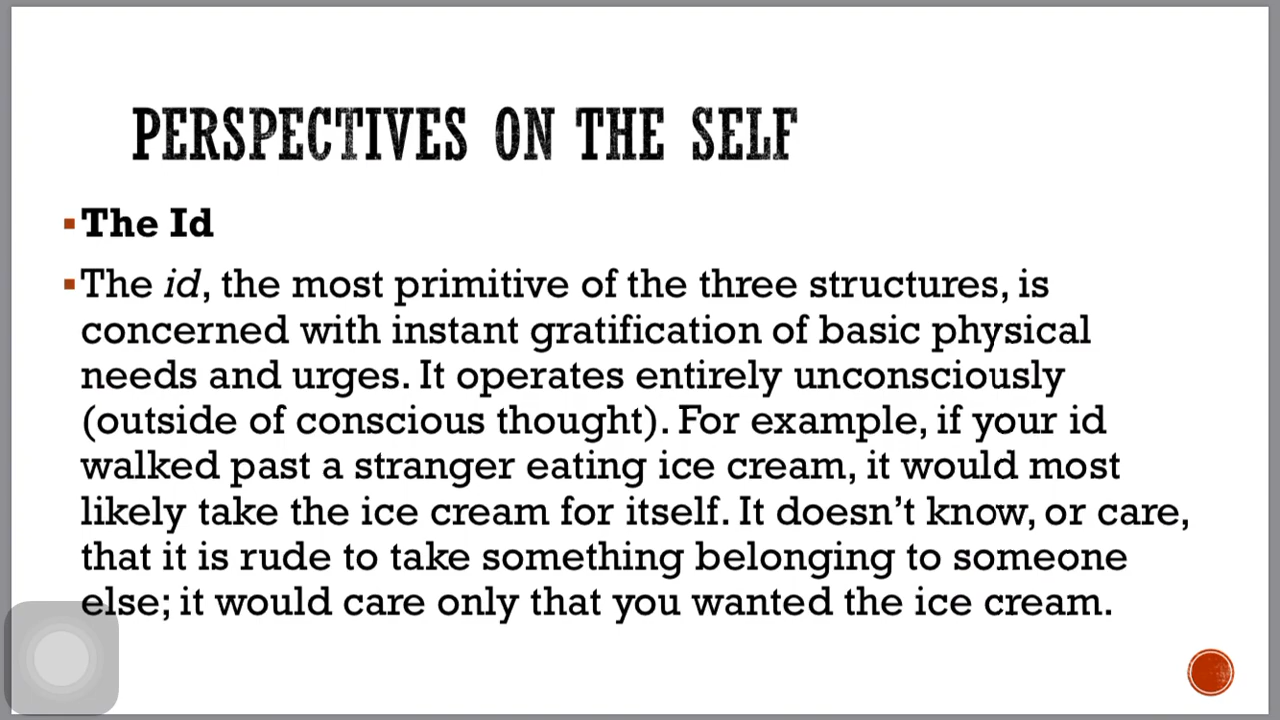 PERSPECTIVES ON THE SELF
The Id
The id, the most primitive of the three structures, is
concerned with instant gratification of basic physical
needs and urges. It operates entirely unconsciously
(outside of conscious thought). For example, if your id
walked past a stranger eating ice cream, it would most
likely take the ice cream for itself. It doesn’t know, or care,
that it is rude to take something belonging to someone
else; it would care only that you wanted the ice cream.